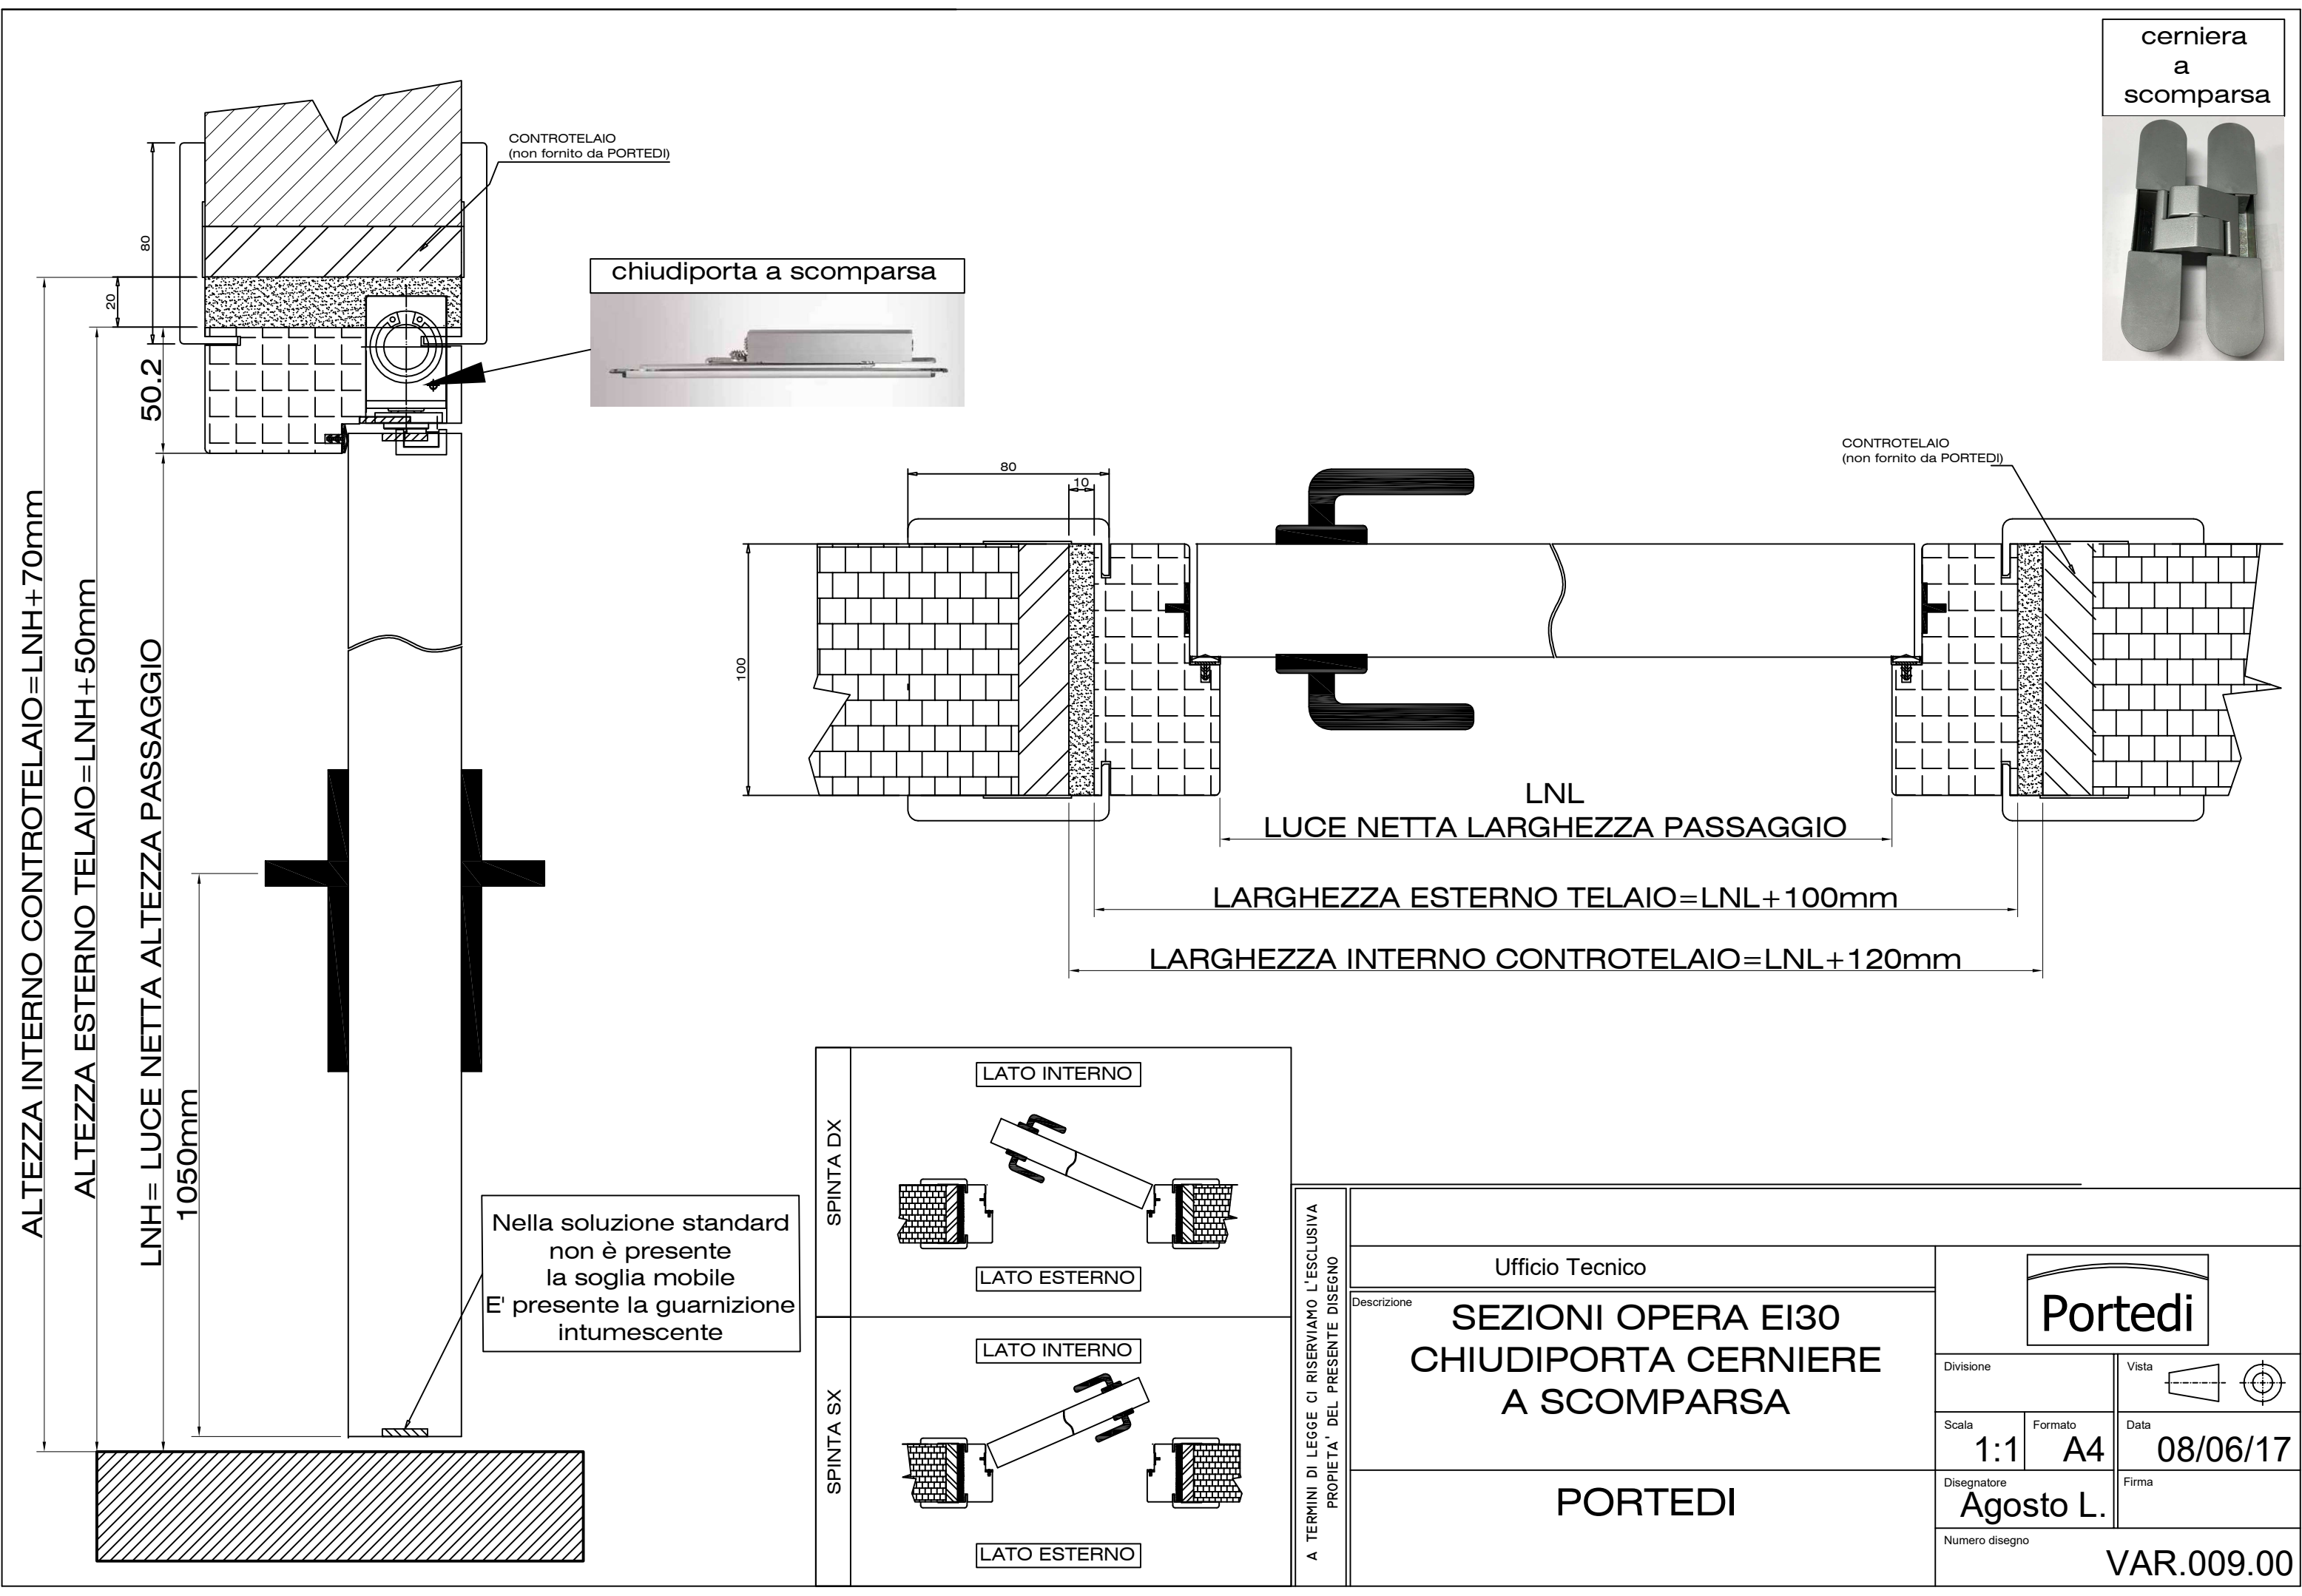 cerniera
a
scomparsa
CONTROTELAIO
(non fornito da PORTEDI)
80
20
50.2
chiudiporta a scomparsa
ALTEZZA INTERNO CONTROTELAIO=LNH+70mm
ALTEZZA ESTERNO TELAIO=LNH+50mm
LNH= LUCE NETTA ALTEZZA PASSAGGIO
1050mm
Nella soluzione standard
non è presente
la soglia mobile
E' presente la guarnizione
intumescente
CONTROTELAIO
(non fornito da PORTEDI)
80
10
100
LNL
LUCE NETTA LARGHEZZA PASSAGGIO
LARGHEZZA ESTERNO TELAIO=LNL+100mm
LARGHEZZA INTERNO CONTROTELAIO=LNL+120mm
SPINTA DX
LATO INTERNO
LATO ESTERNO
SPINTA SX
LATO INTERNO
LATO ESTERNO
A TERMINI DI LEGGE CI RISERVIAMO L'ESCLUSIVA
PROPIETA' DEL PRESENTE DISEGNO
Ufficio Tecnico
Descrizione
SEZIONI OPERA EI30
CHIUDIPORTA CERNIERE
A SCOMPARSA
PORTEDI
Portedi
Divisione
Vista
Scala
1:1
Formato
A4
Data
08/06/17
Disegnatore
Agosto L.
Firma
Numero disegno
VAR.009.00